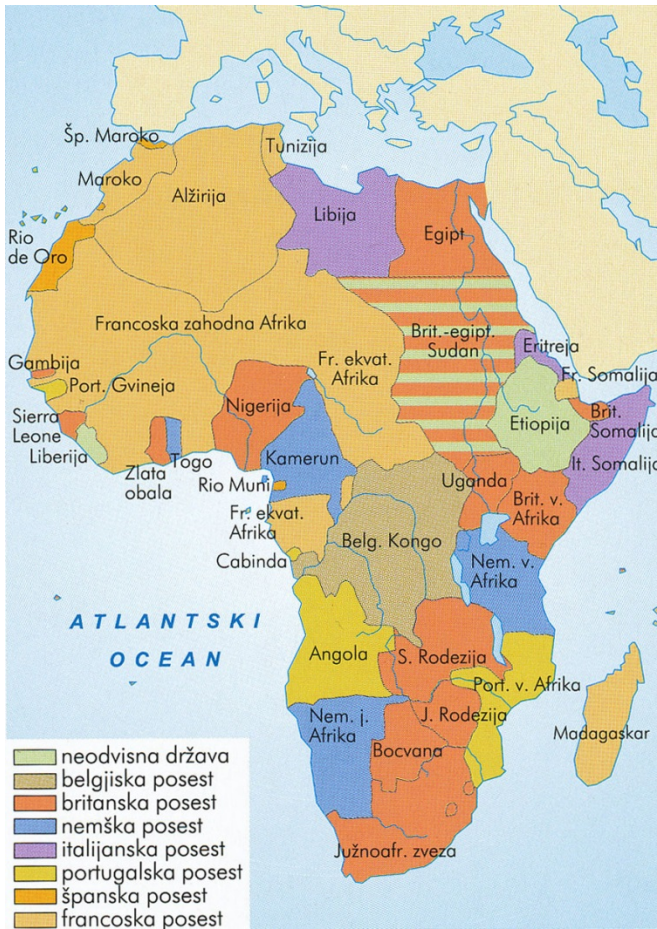 Šp. Maroko
Tunizija
Maroko
Alžirija
Libija
Egipt
Rio
de Oro
Francoska zahodna Afrika
Fr. ekvat.
Afrika
Brit.-egipt.
Sudan
Eritreja
Gambija
Port. Gvineja
Fr. Somalija
Nigerija
Etiopija
Brit.
Somalija
Sierra
Leone
Liberija
Zlata
obala
Togo
Kamerun
Uganda
It. Somalija
Rio Muni
Brit. v.
Afrika
Fr. ekvat.
Afrika
Belg. Kongo
Cabinda
Nem. v.
Afrika
ATLANTSKI
OCEAN
Angola
S. Rodezija
Port. v. Afrika
Nem. j.
Afrika
J. Rodezija
Bocvana
Madagaskar
Južnoafr. zveza
neodvisna država
belgijska posest
britanska posest
nemška posest
italijanska posest
portugalska posest
španska posest
francoska posest